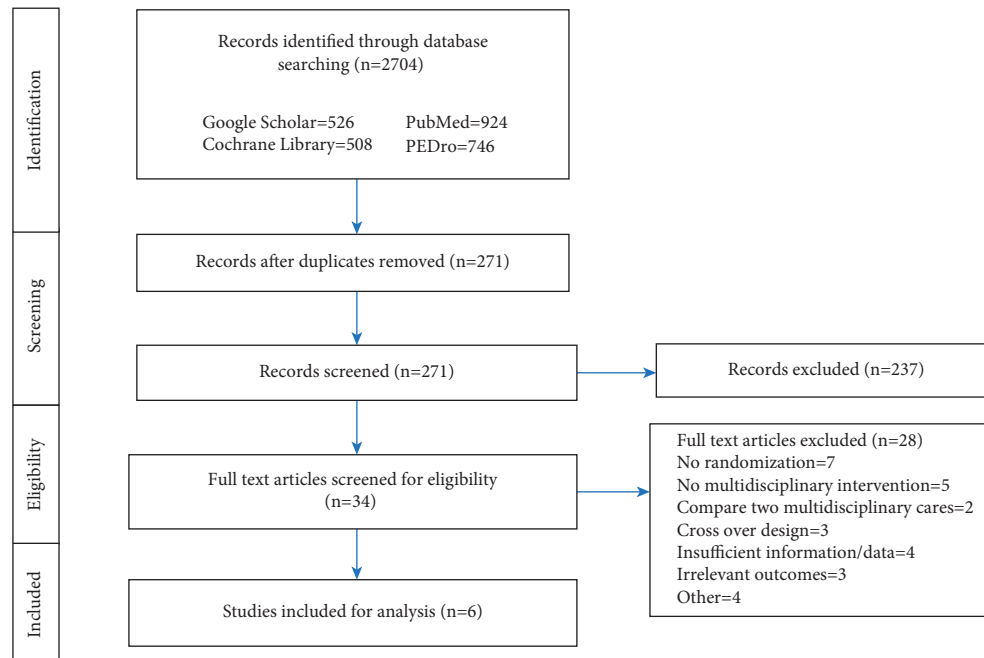 Identification
Records identified through database
searching (n=2704)
Google Scholar=526 PubMed=924
Cochrane Library=508 PEDro=746
Screening
Records after duplicates removed (n=271)
Records screened (n=271)
Records excluded (n=237)
Eligibility
Full text articles screened for eligibility
(n=34)
Full text articles excluded (n=28)
No randomization=7
No multidisciplinary intervention=5
Compare two multidisciplinary cares=2
Cross over design=3
Insufficient information/data=4
Irrelevant outcomes=3
Other=4
Included
Studies included for analysis (n=6)